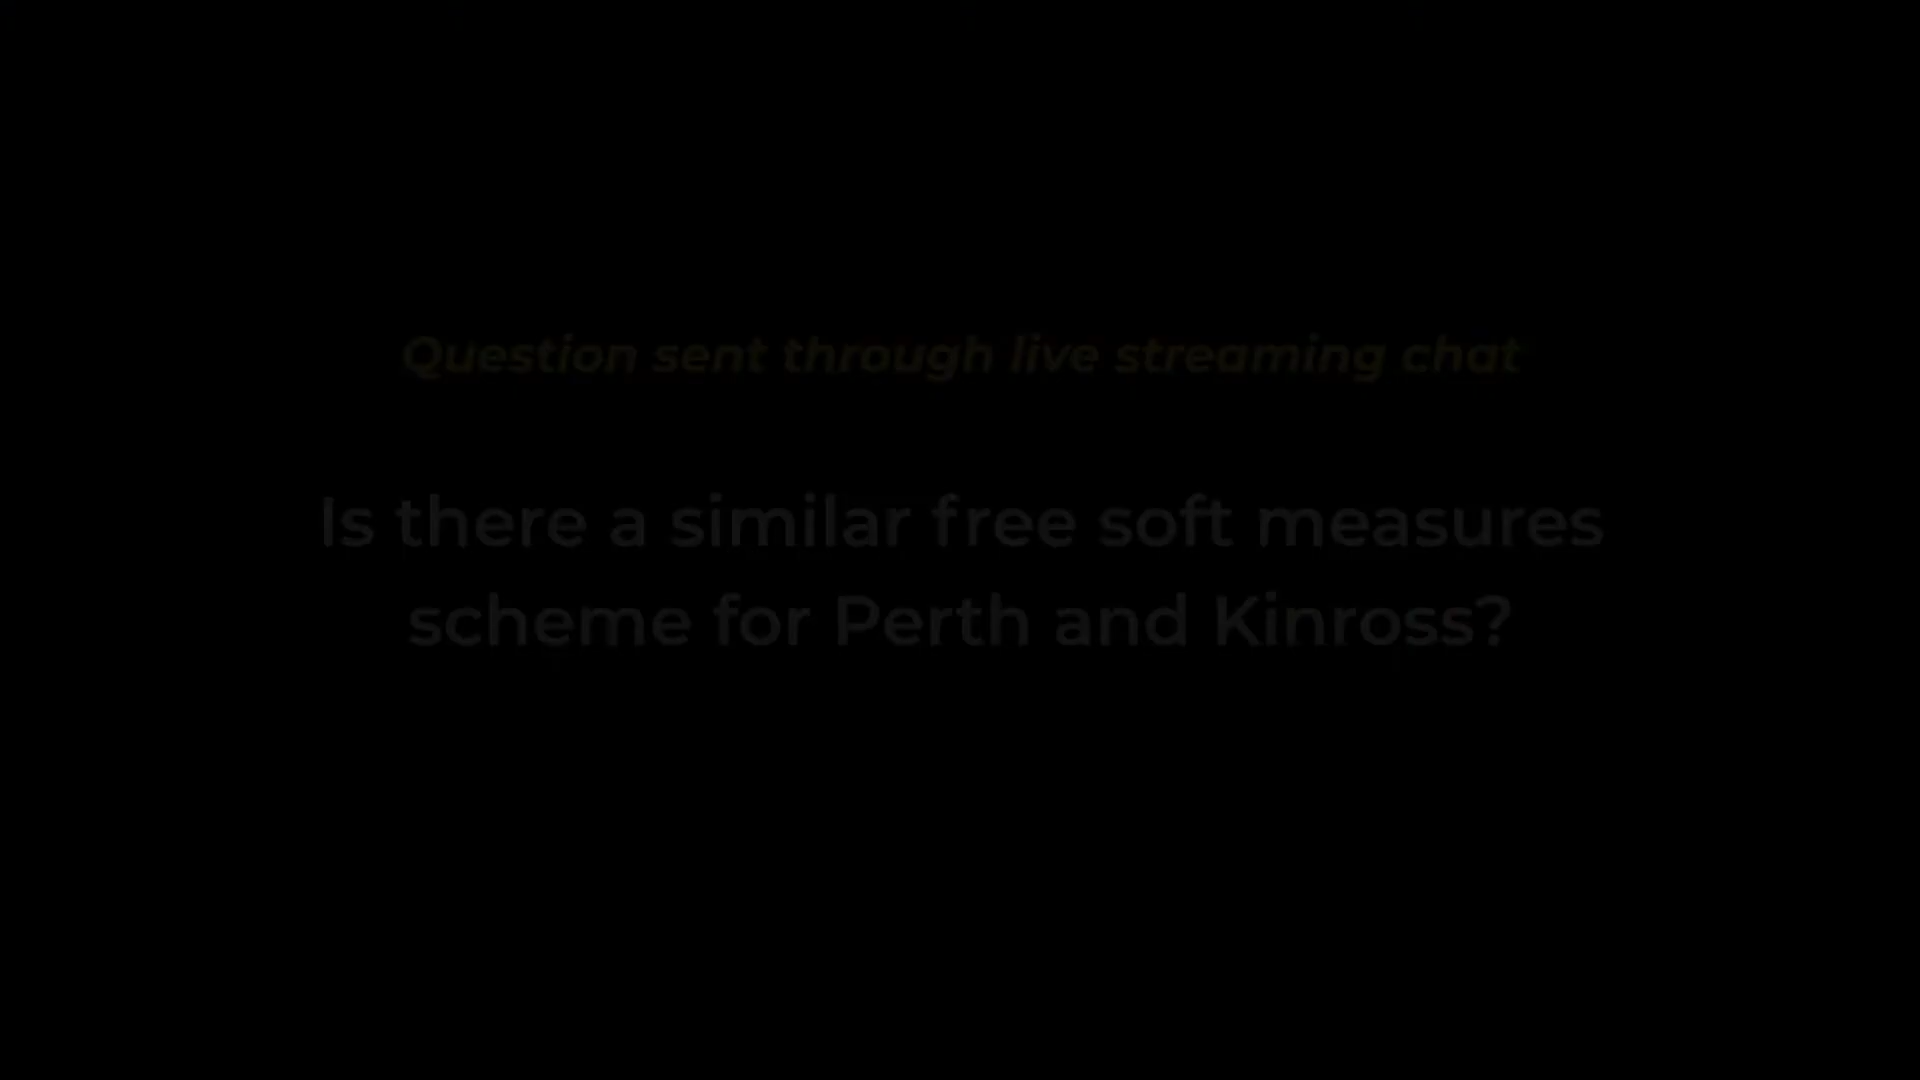 Question sent through live streaming chat
Is there a similar free soft measures
scheme for Perth and Kinross?